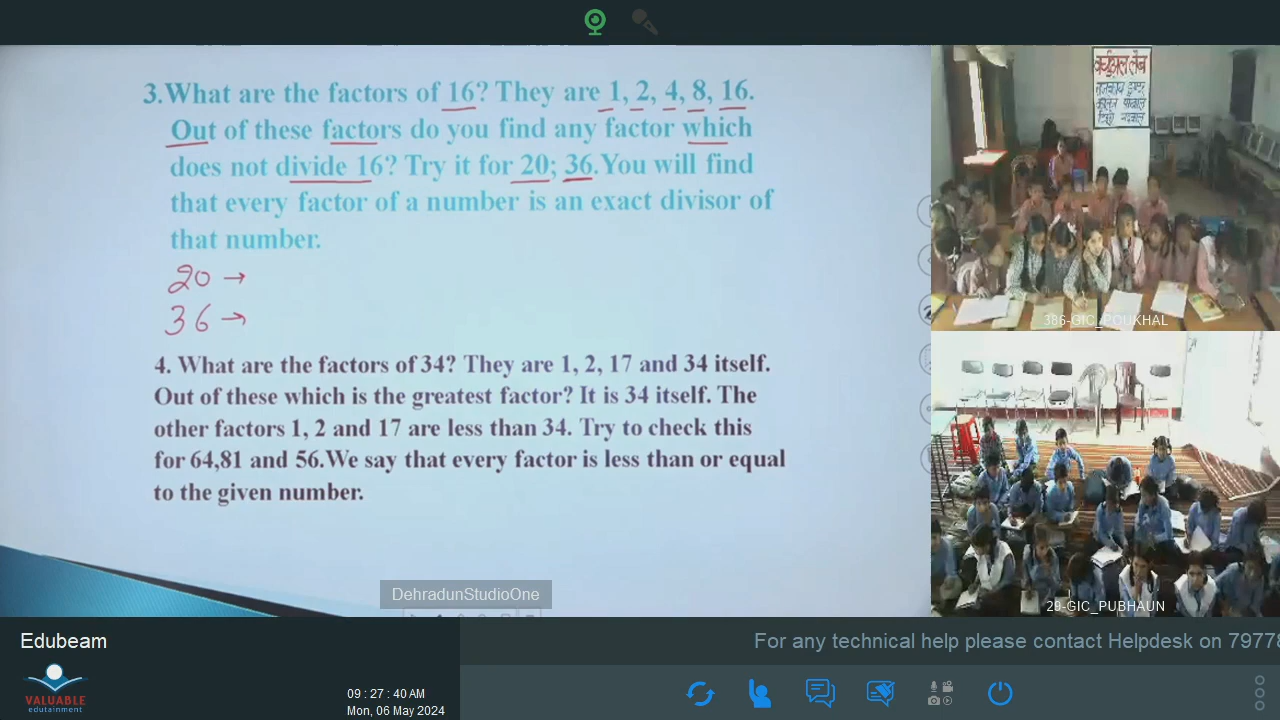 3.What are the factors of 16? They are 1, 2, 4, 8, 16.
Out of these factors do you find any factor which
does not divide 16? Try it for 20; 36.You will find
that every factor of a number is an exact divisor of
that number.
20 →
36 →
4. What are the factors of 34? They are 1, 2, 17 and 34 itself.
Out of these which is the greatest factor? It is 34 itself. The
other factors 1, 2 and 17 are less than 34. Try to check this
for 64,81 and 56.We say that every factor is less than or equal
to the given number.
DehradunStudioOne
वर्चुअल लैब
386-GIC_POUKHAL
29-GIC_PUBHAUN
Edubeam
For any technical help please contact Helpdesk on 79778
VALUABLE
edutainment
09 : 27 : 40 AM
Mon, 06 May 2024